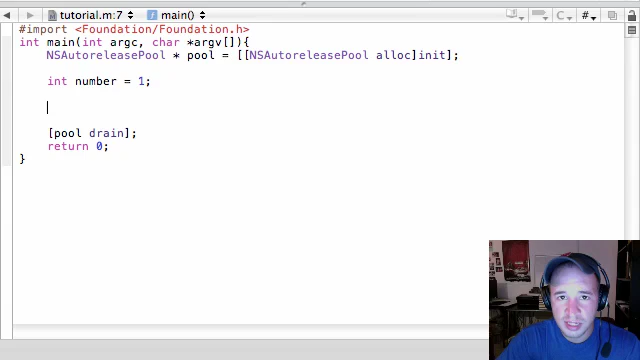 tutorial.m:7 main() C #
#import <Foundation/Foundation.h>
int main(int argc, char *argv[]){
NSAutoreleasePool * pool = [[NSAutoreleasePool alloc]init];
int number = 1;
[pool drain];
return 0;
}